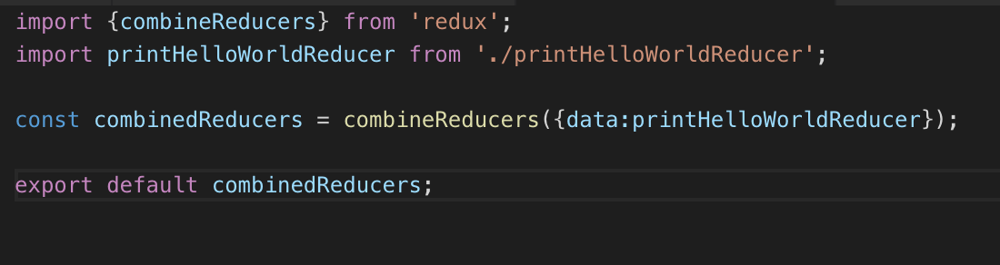 import {combineReducers} from 'redux';
import printHelloWorldReducer from './printHelloWorldReducer';
const combinedReducers = combineReducers({data:printHelloWorldReducer});
export default combinedReducers;